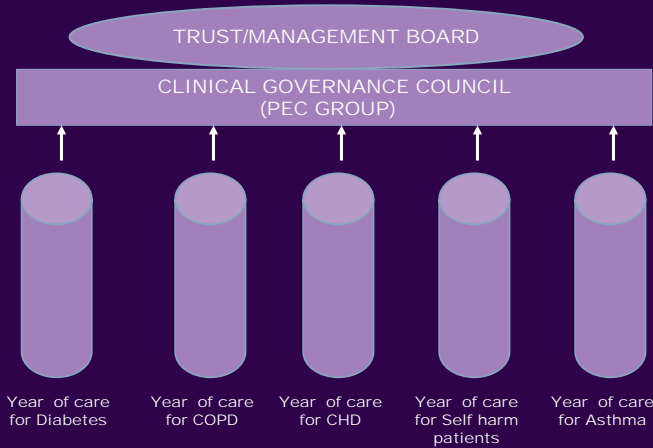 TRUST/MANAGEMENT BOARD
CLINICAL GOVERNANCE COUNCIL
(PEC GROUP)
Year of care
for Diabetes
Year of care
for COPD
Year of care
for CHD
Year of care
for Self harm
patients
Year of care
for Asthma